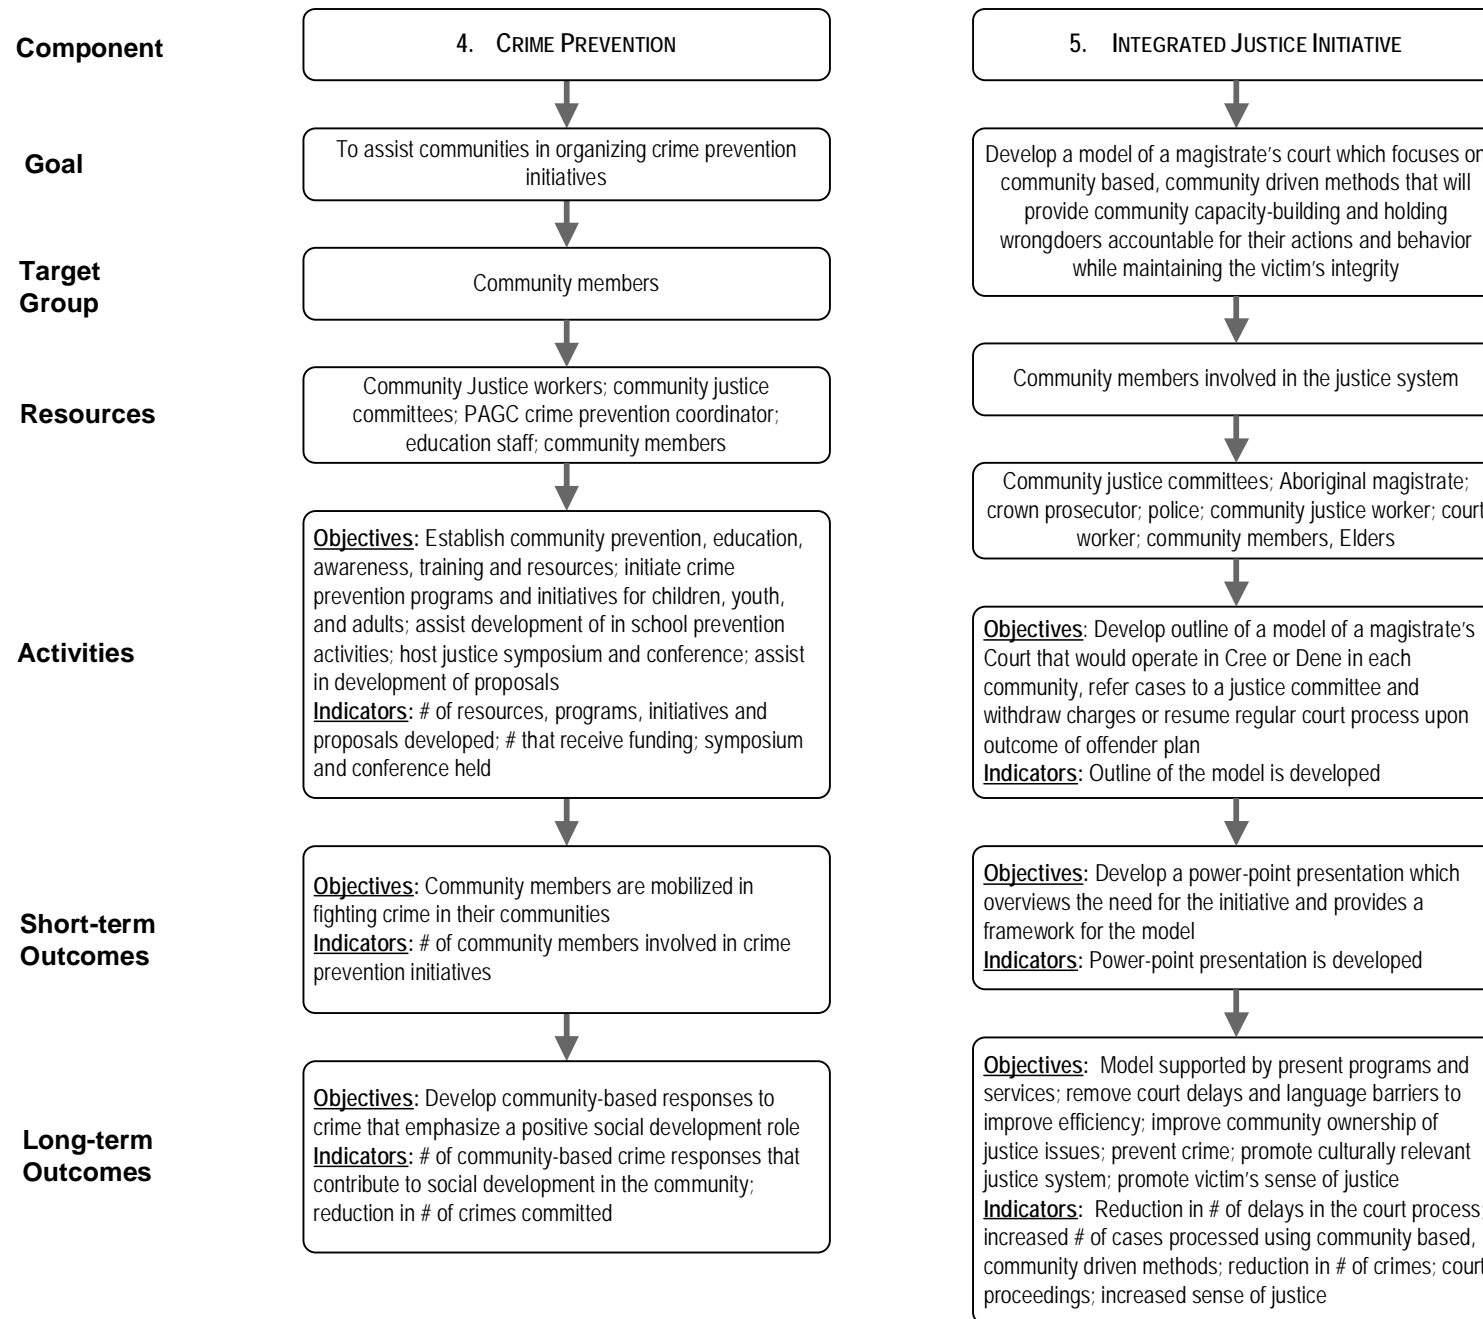 Component
4. CRIME PREVENTION
5. INTEGRATED JUSTICE INITIATIVE
Goal
To assist communities in organizing crime prevention
initiatives
Develop a model of a magistrate's court which focuses on
community based, community driven methods that will
provide community capacity-building and holding
wrongdoers accountable for their actions and behavior
while maintaining the victim's integrity
Target
Group
Community members
Community members involved in the justice system
Resources
Community Justice workers; community justice
committees; PAGC crime prevention coordinator;
education staff; community members
Community justice committees; Aboriginal magistrate;
crown prosecutor; police; community justice worker; court
worker; community members, Elders
Activities
Objectives: Establish community prevention, education,
awareness, training and resources; initiate crime
prevention programs and initiatives for children, youth,
and adults; assist development of in school prevention
activities; host justice symposium and conference; assist
in development of proposals
Indicators: # of resources, programs, initiatives and
proposals developed; # that receive funding; symposium
and conference held
Objectives: Develop outline of a model of a magistrate's
Court that would operate in Cree or Dene in each
community, refer cases to a justice committee and
withdraw charges or resume regular court process upon
outcome of offender plan
Indicators: Outline of the model is developed
Short-term
Outcomes
Objectives: Community members are mobilized in
fighting crime in their communities
Indicators: # of community members involved in crime
prevention initiatives
Objectives: Develop a power-point presentation which
overviews the need for the initiative and provides a
framework for the model
Indicators: Power-point presentation is developed
Long-term
Outcomes
Objectives: Develop community-based responses to
crime that emphasize a positive social development role
Indicators: # of community-based crime responses that
contribute to social development in the community;
reduction in # of crimes committed
Objectives: Model supported by present programs and
services; remove court delays and language barriers to
improve efficiency; improve community ownership of
justice issues; prevent crime; promote culturally relevant
justice system; promote victim's sense of justice
Indicators: Reduction in # of delays in the court process;
increased # of cases processed using community based,
community driven methods; reduction in # of crimes; court
proceedings; increased sense of justice